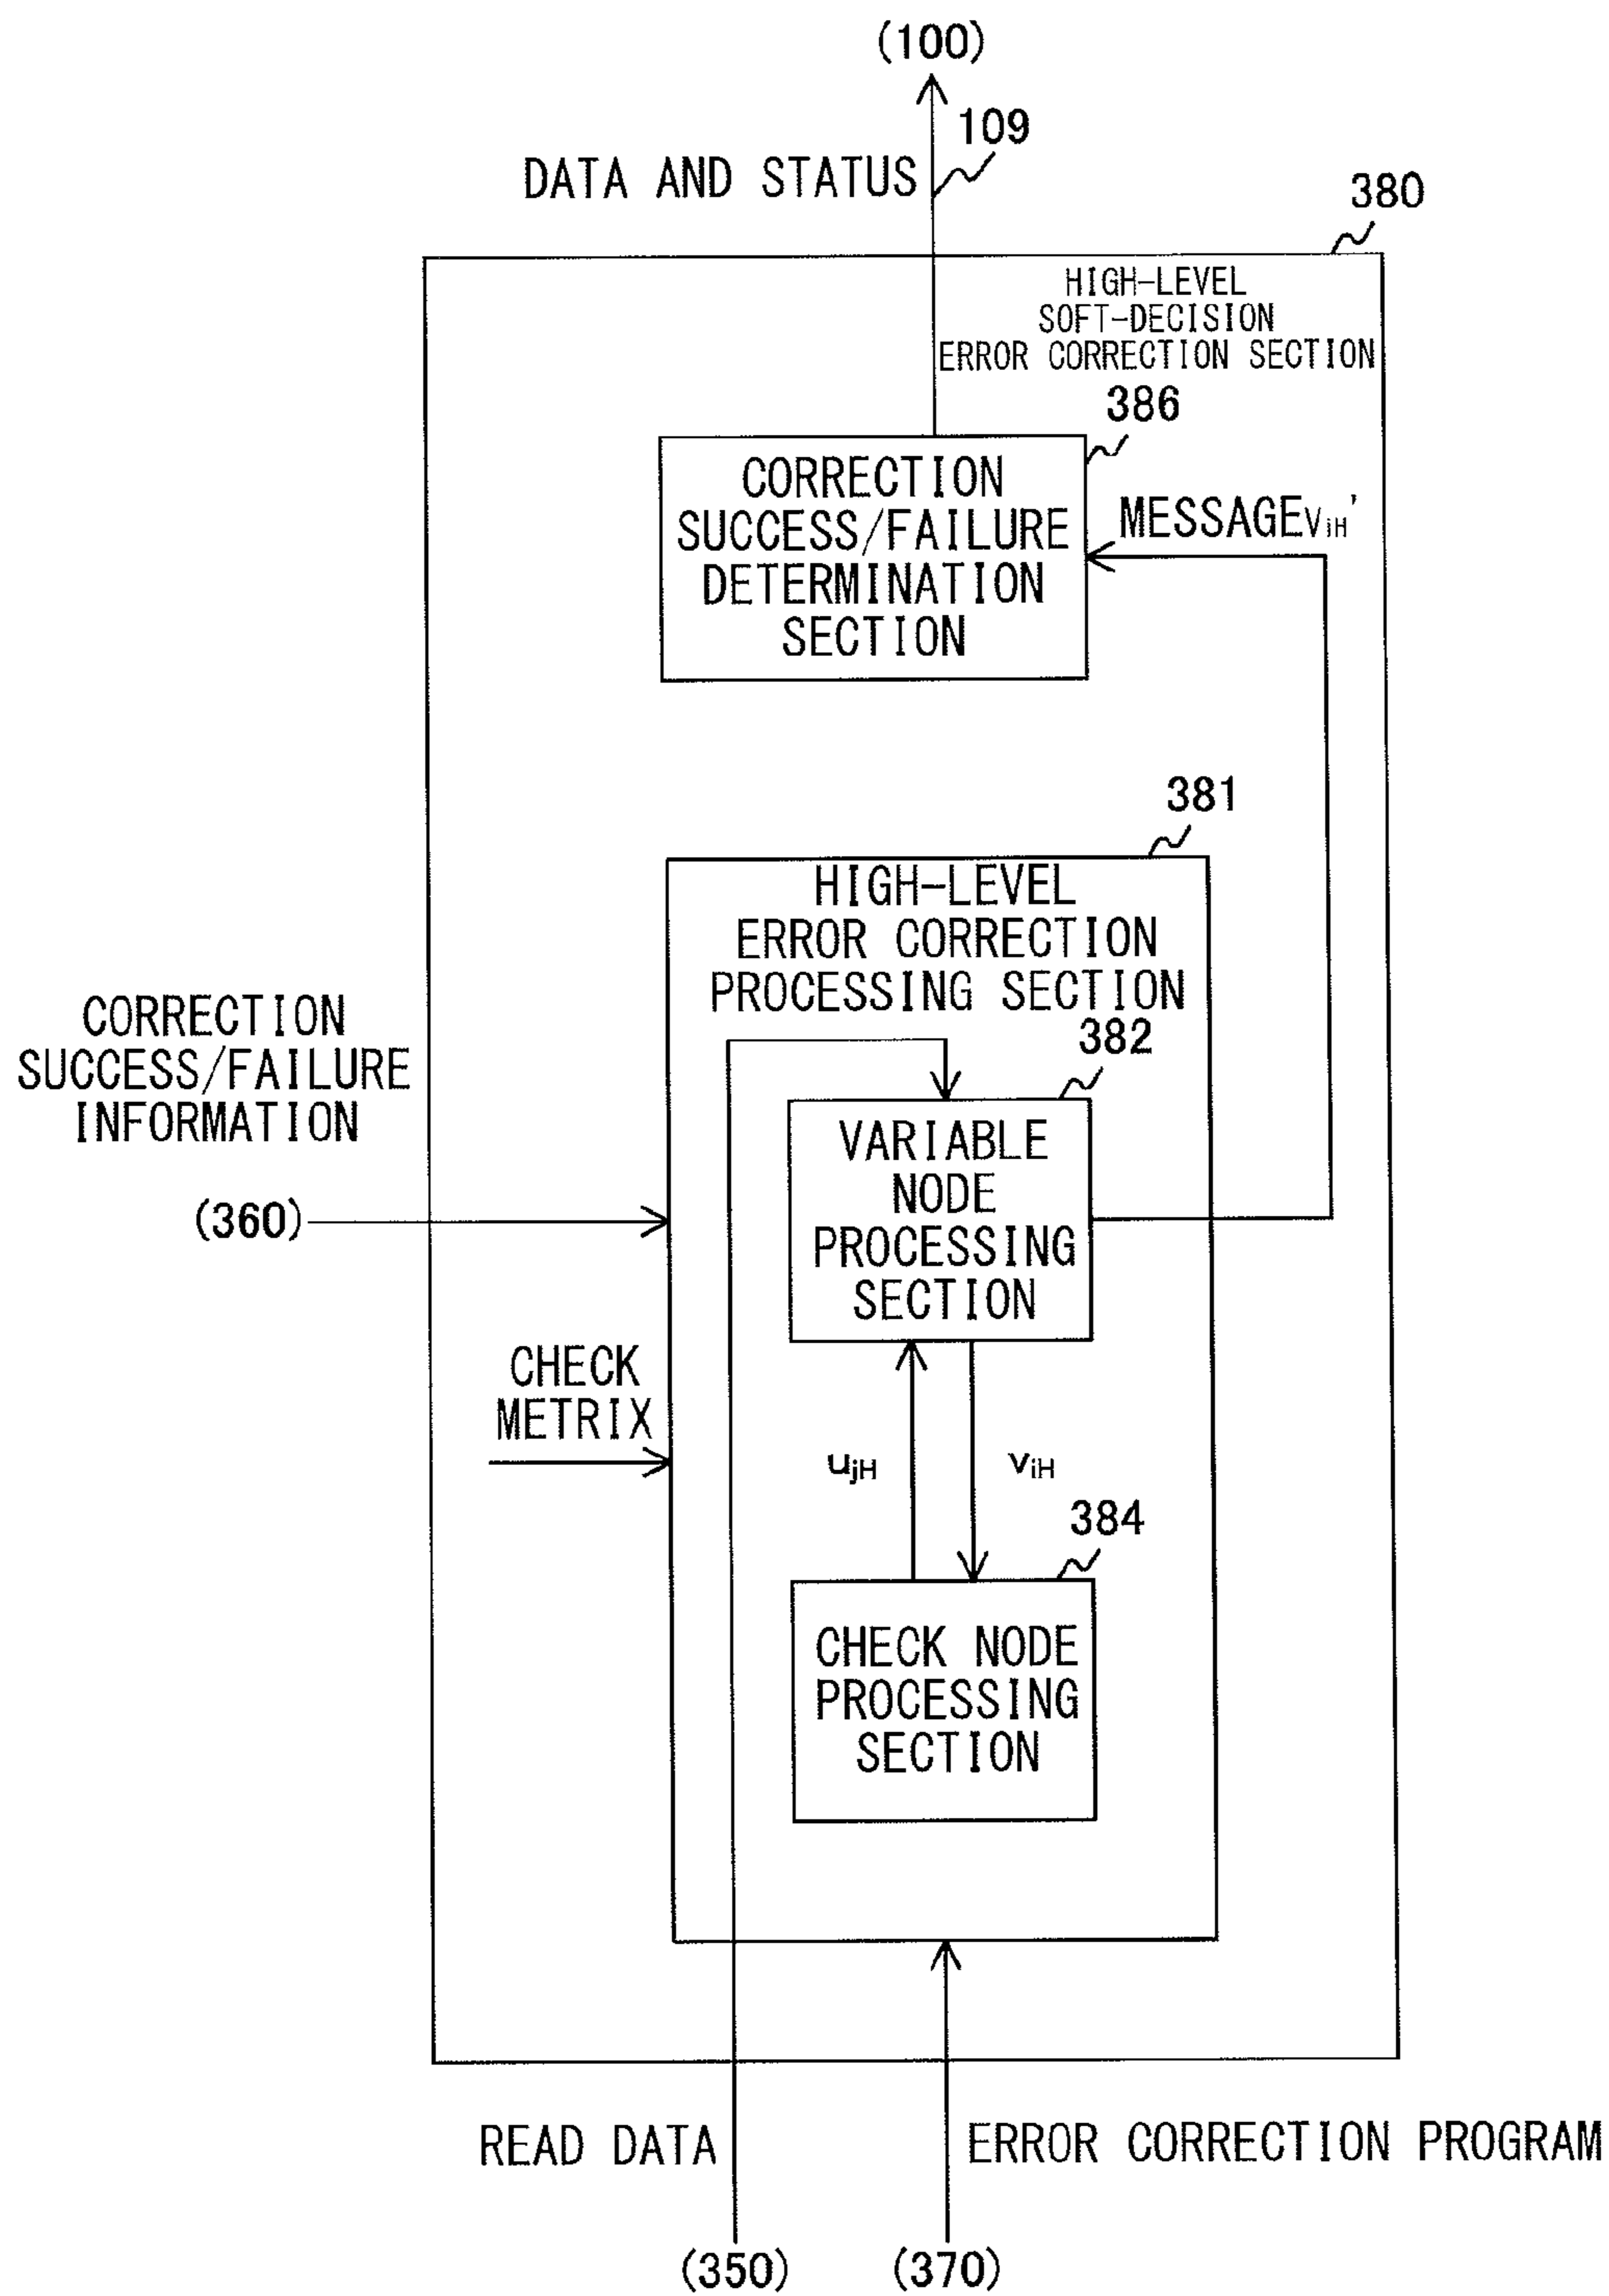 (100)
109
DATA AND STATUS
380
HIGH-LEVEL
SOFT-DECISION
ERROR CORRECTION SECTION
386
CORRECTION
SUCCESS/FAILURE
DETERMINATION
SECTION
MESSAGEViH'
381
HIGH-LEVEL
ERROR CORRECTION
PROCESSING SECTION
CORRECTION
SUCCESS/FAILURE
INFORMATION
(360)
382
VARIABLE
NODE
PROCESSING
SECTION
CHECK
METRIX
ujH
viH
384
CHECK NODE
PROCESSING
SECTION
READ DATA
ERROR CORRECTION PROGRAM
(350)
(370)